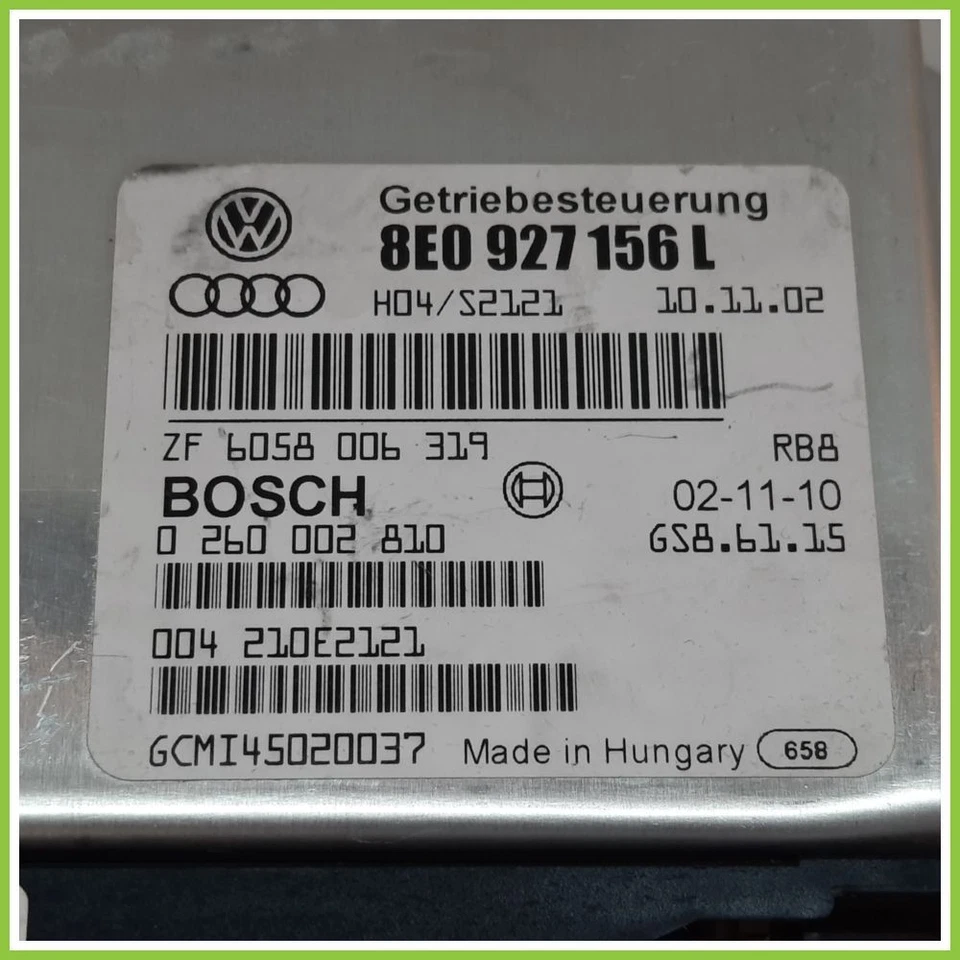 Getriebesteuerung
8E0 927 156 L
H04/S2121 10.11.02
ZF 6058 006 319 RB8
BOSCH 02-11-10
0 260 002 810 GS8.61.15
004 210E2121
GCMI45020037 Made in Hungary 658